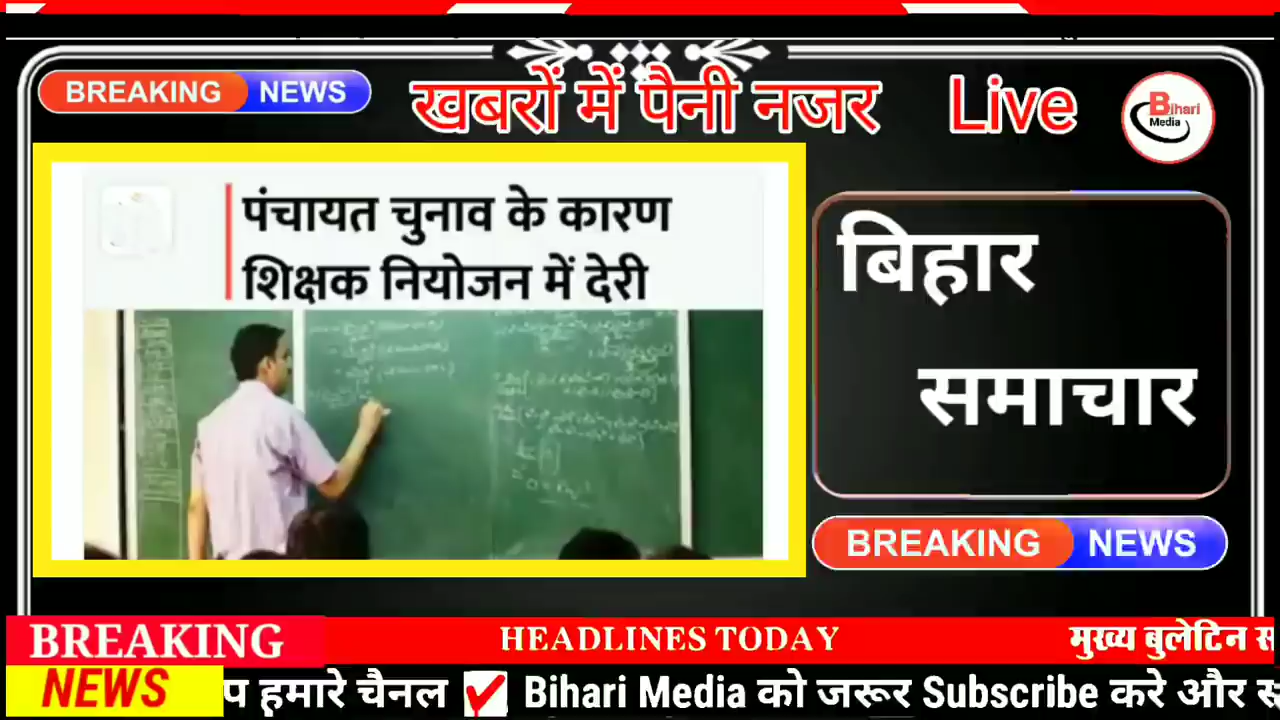 BREAKING NEWS
खबरों में पैनी नजर
Live
Bihari
Media
पंचायत चुनाव के कारण
शिक्षक नियोजन में देरी
बिहार
समाचार
BREAKING NEWS
BREAKING
NEWS
HEADLINES TODAY
मुख्य बुलेटिन
हमारे चैनल Bihari Media को जरूर Subscribe करे और